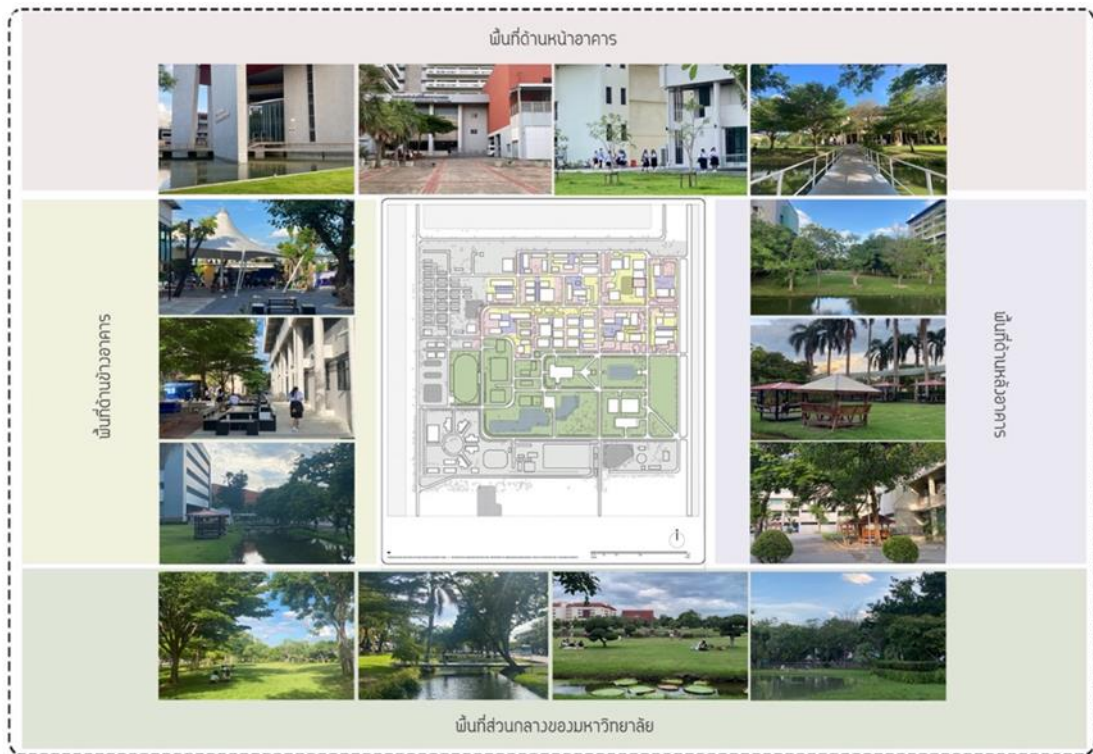 พื้นที่ด้านหน้าอาคาร
พื้นที่ด้านข้างอาคาร
พื้นที่ด้านหลังอาคาร
พื้นที่ส่วนกลางของมหาวิทยาลัย